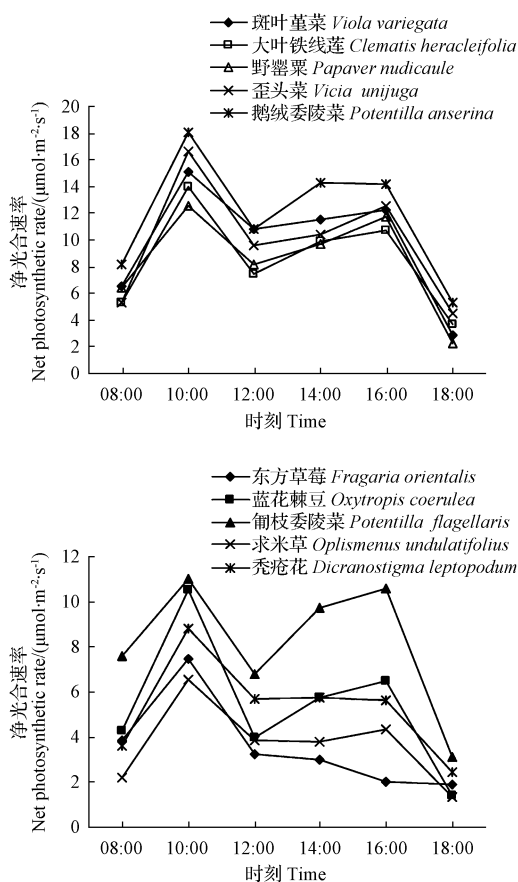 斑叶堇菜 Viola variegata
大叶铁线莲 Clematis heracleifolia
野罂粟 Papaver nudicaule
歪头菜 Vicia unijuga
鹅绒委陵菜 Potentilla anserina
净光合速率
Net photosynthetic rate/(μmol·m⁻²·s⁻¹)
20
18
16
14
12
10
8
6
4
2
0
08:00 10:00 12:00 14:00 16:00 18:00
时刻 Time
东方草莓 Fragaria orientalis
蓝花棘豆 Oxytropis coerulea
匍枝委陵菜 Potentilla flagellaris
求米草 Oplismenus undulatifolius
秃疮花 Dicranostigma leptopodum
净光合速率
Net photosynthetic rate/(μmol·m⁻²·s⁻¹)
12
10
8
6
4
2
0
08:00 10:00 12:00 14:00 16:00 18:00
时刻 Time